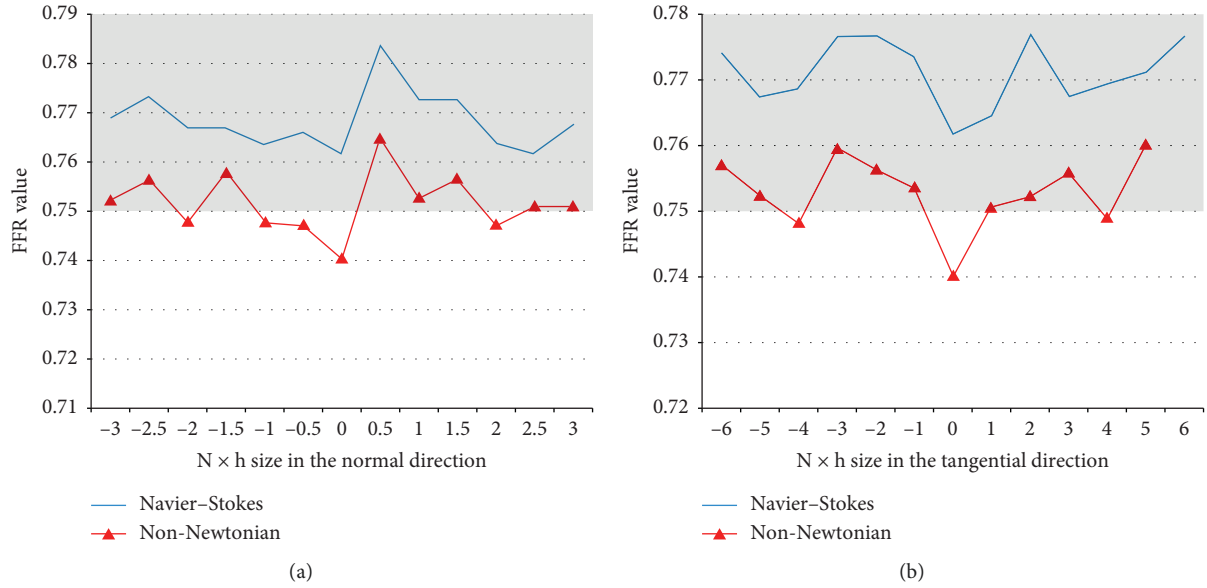 0.79
0.78
0.77
0.76
0.75
0.74
0.73
0.72
0.71
FFR value
–3 –2.5 –2 –1.5 –1 –0.5 0 0.5 1 1.5 2 2.5 3
N × h size in the normal direction
Navier–Stokes
Non-Newtonian
(a)
0.78
0.77
0.76
0.75
0.74
0.73
0.72
FFR value
–6 –5 –4 –3 –2 –1 0 1 2 3 4 5 6
N × h size in the tangential direction
Navier–Stokes
Non-Newtonian
(b)